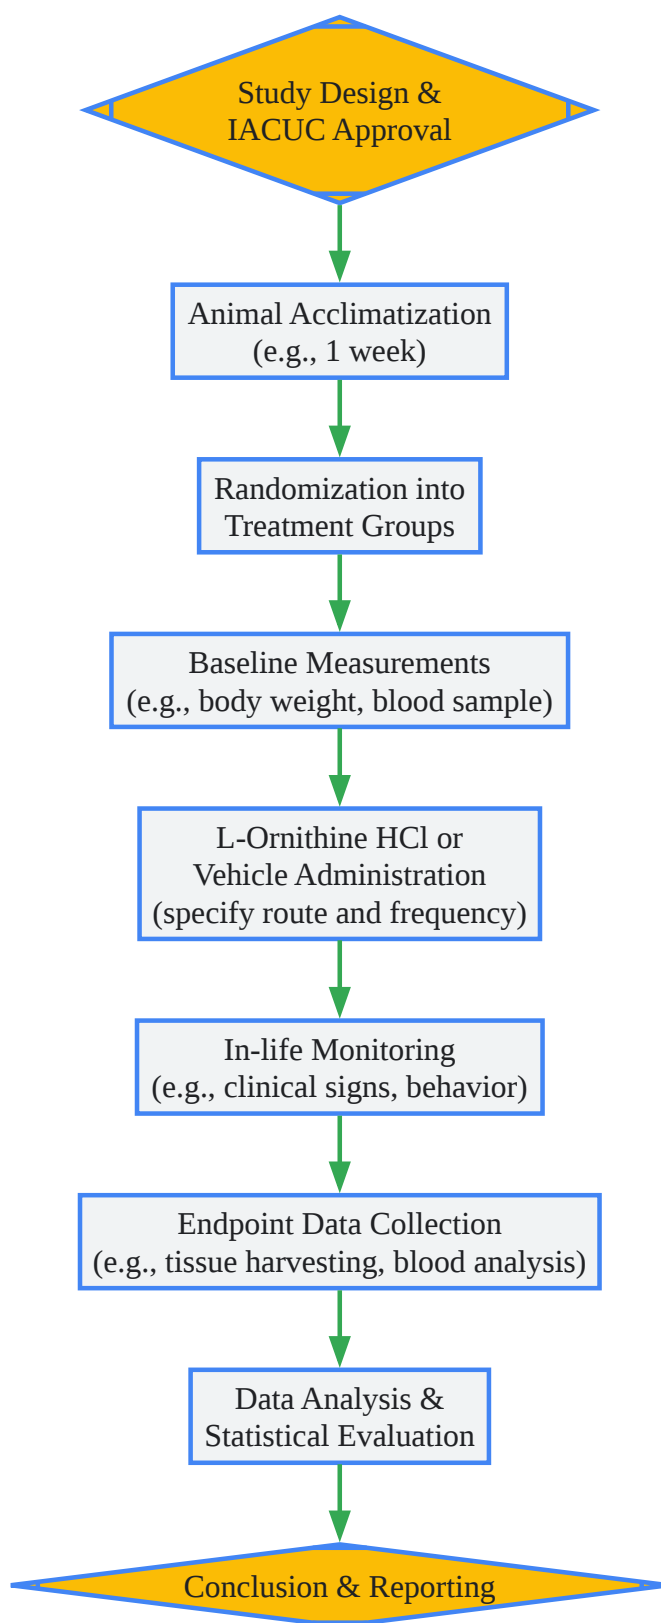 Study Design &
IACUC Approval
Animal Acclimatization
(e.g., 1 week)
Randomization into
Treatment Groups
Baseline Measurements
(e.g., body weight, blood sample)
L-Ornithine HCl or
Vehicle Administration
(specify route and frequency)
In-life Monitoring
(e.g., clinical signs, behavior)
Endpoint Data Collection
(e.g., tissue harvesting, blood analysis)
Data Analysis &
Statistical Evaluation
Conclusion & Reporting